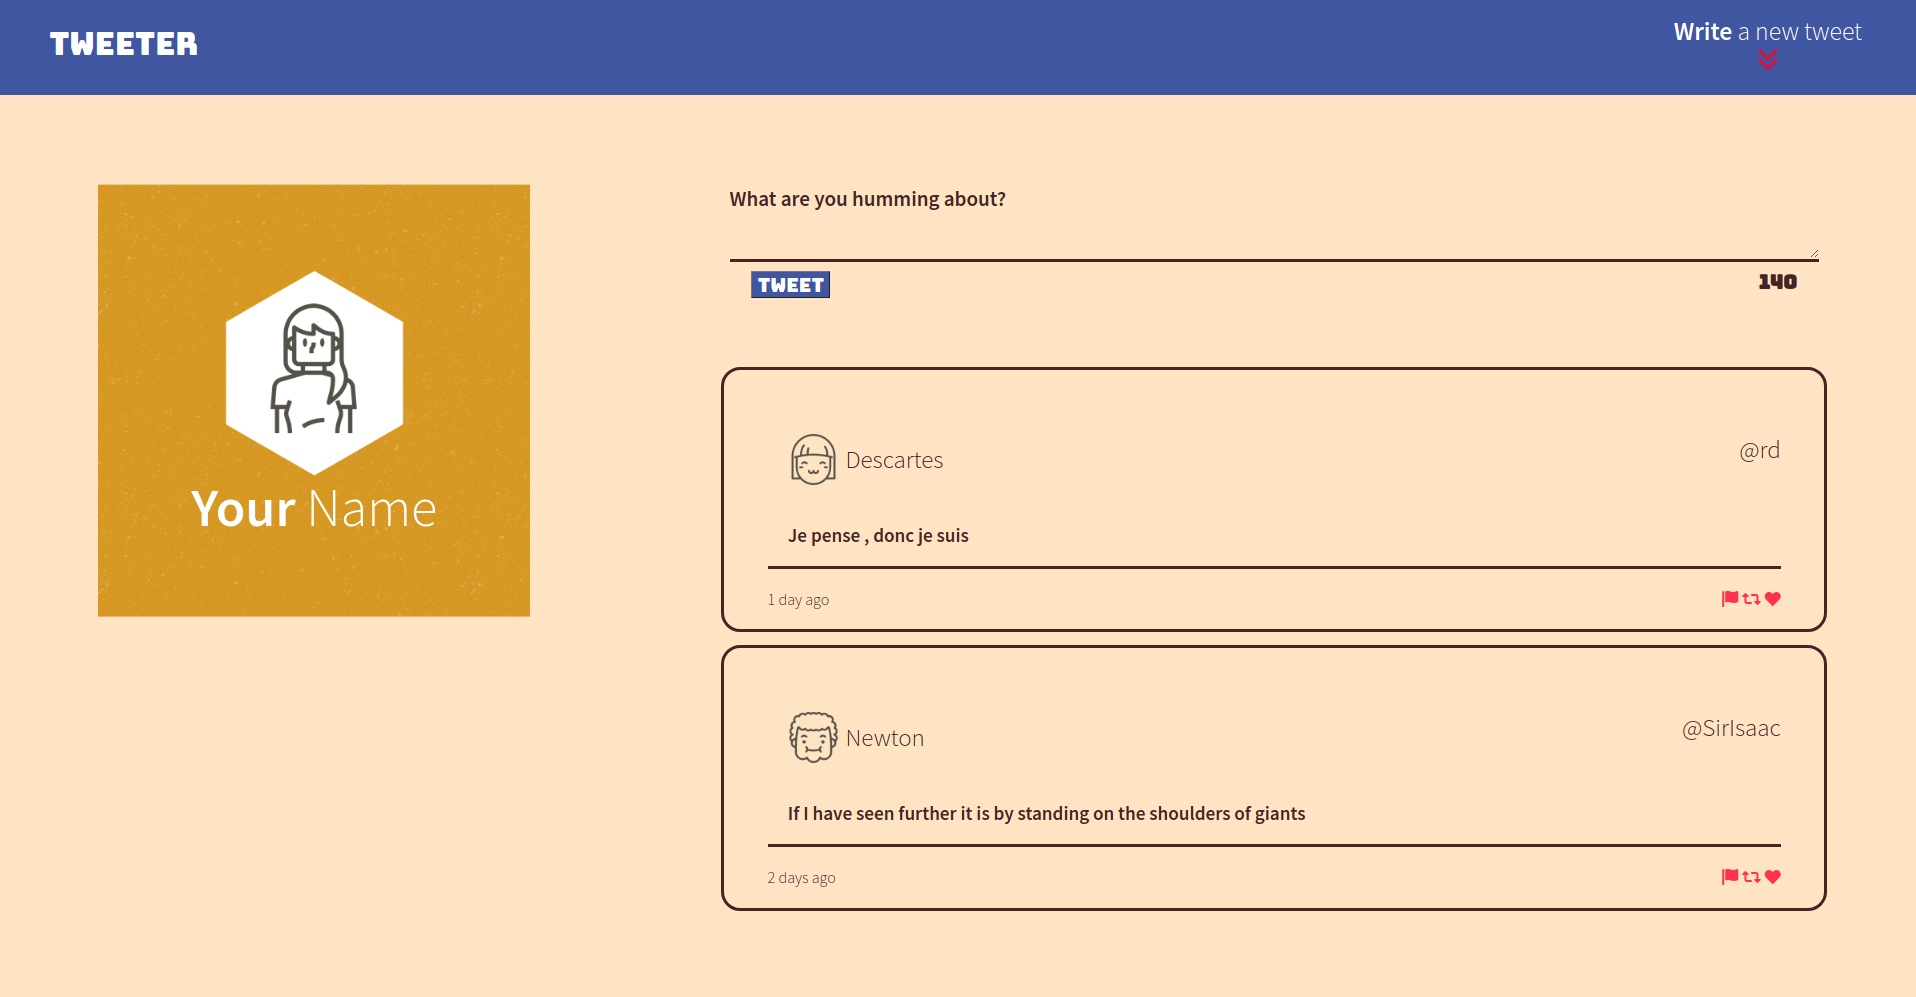 TWEETER
Write a new tweet
Your Name
What are you humming about?
TWEET
140
Descartes
@rd
Je pense , donc je suis
1 day ago
Newton
@SirIsaac
If I have seen further it is by standing on the shoulders of giants
2 days ago